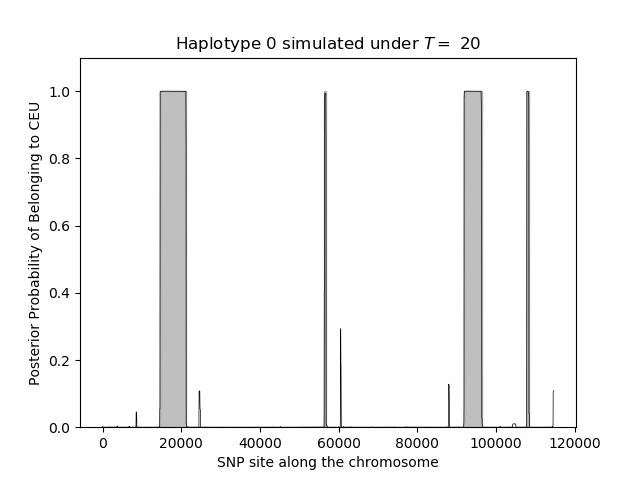 Haplotype 0 simulated under T = 20
Posterior Probability of Belonging to CEU
1.0
0.8
0.6
0.4
0.2
0.0
0 20000 40000 60000 80000 100000 120000
SNP site along the chromosome